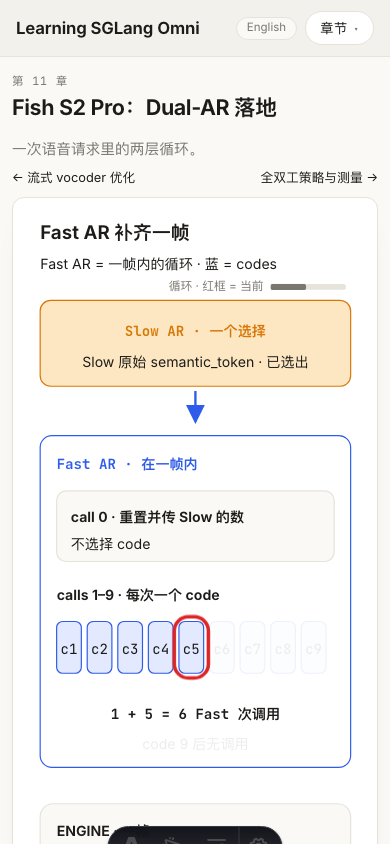 Learning SGLang Omni
English
章节
第 11 章
Fish S2 Pro：Dual-AR 落地
一次语音请求里的两层循环。
← 流式 vocoder 优化
全双工策略与测量 →
Fast AR 补齐一帧
Fast AR = 一帧内的循环 · 蓝 = codes
循环 · 红框 = 当前
Slow AR · 一个选择
Slow 原始 semantic_token · 已选出
Fast AR · 在一帧内
call 0 · 重置并传 Slow 的数
不选择 code
calls 1–9 · 每次一个 code
c1 c2 c3 c4 c5 c6 c7 c8 c9
1 + 5 = 6 Fast 次调用
code 9 后无调用
ENGINE